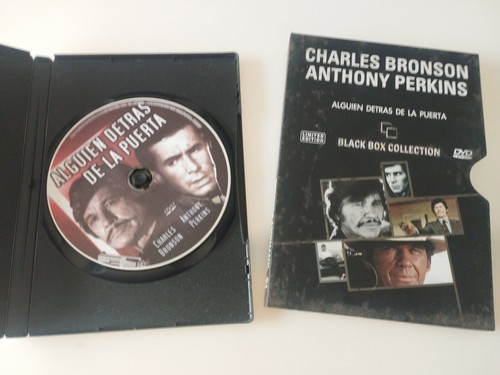 ALGUIEN DETRAS
DE LA PUERTA
CHARLES
BRONSON
ANTHONY
PERKINS
CHARLES BRONSON
ANTHONY PERKINS
ALGUIEN DETRAS DE LA PUERTA
LIMITED
EDITION
BLACK BOX COLLECTION
DVD